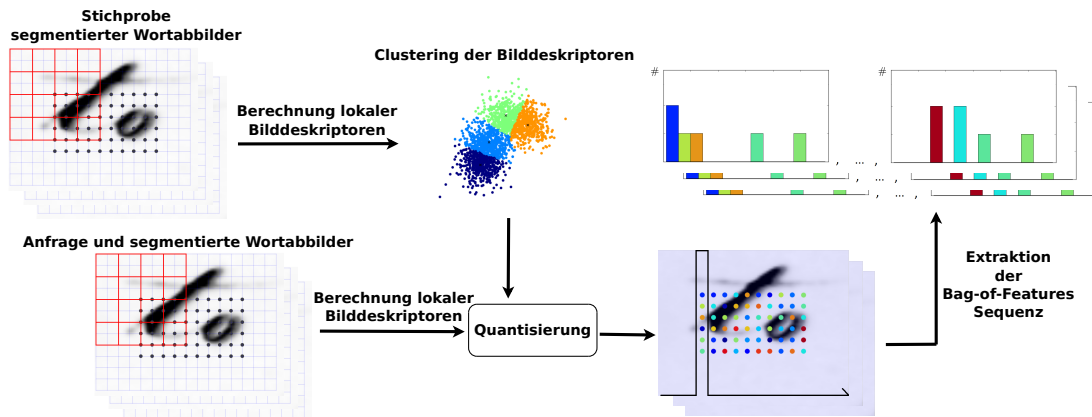 Stichprobe
segmentierter Wortabbilder
Berechnung lokaler
Bilddeskriptoren
Clustering der Bilddeskriptoren
#
, ... ,
, ... ,
, ... ,
#
Anfrage und segmentierte Wortabbilder
Berechnung lokaler
Bilddeskriptoren
Quantisierung
Extraktion
der
Bag-of-Features
Sequenz